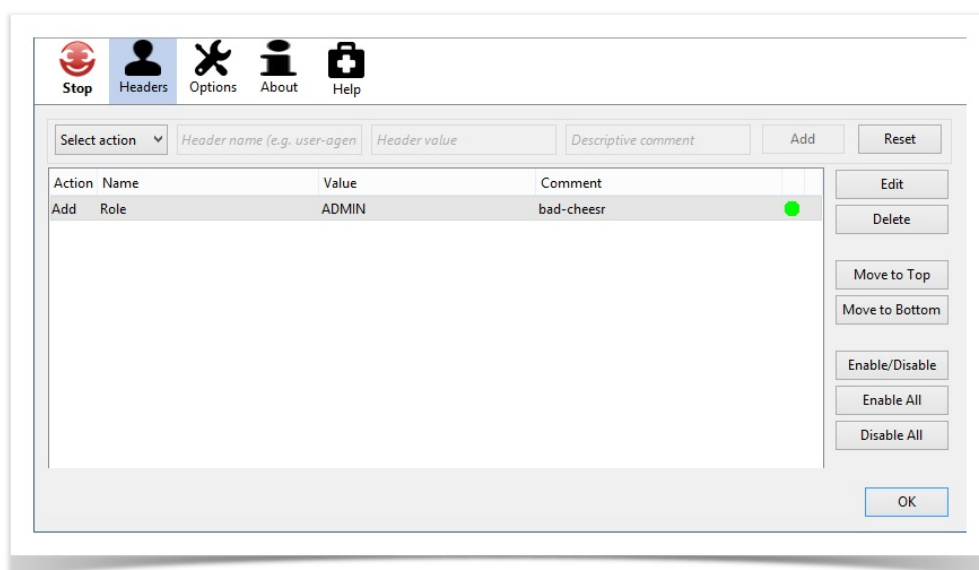 Stop Headers Options About Help
Select action Header name (e.g. user-agen Header value Descriptive comment Add Reset
Action Name Value Comment
Add Role ADMIN bad-cheesr
Edit
Delete
Move to Top
Move to Bottom
Enable/Disable
Enable All
Disable All
OK